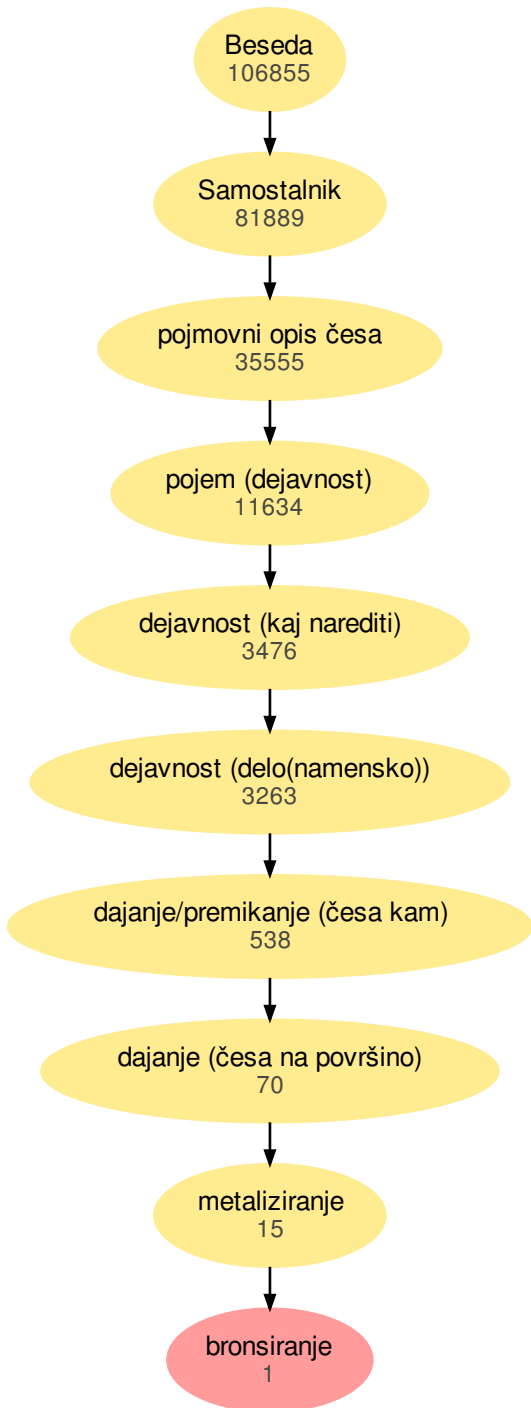 Beseda
106855
Samostalnik
81889
pojmovni opis česa
35555
pojem (dejavnost)
11634
dejavnost (kaj narediti)
3476
dejavnost (delo(namensko))
3263
dajanje/premikanje (česa kam)
538
dajanje (česa na površino)
70
metaliziranje
15
bronsiranje
1